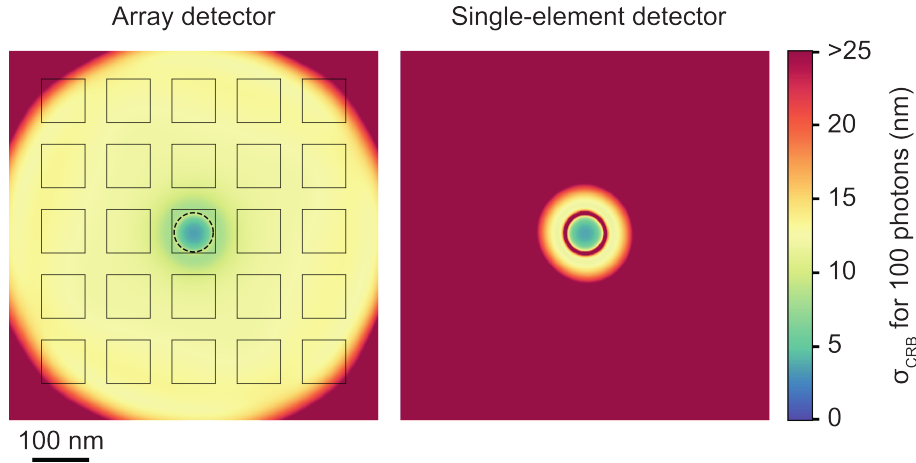 Array detector
Single-element detector
>25
20
15
10
5
0
σCRB for 100 photons (nm)
100 nm